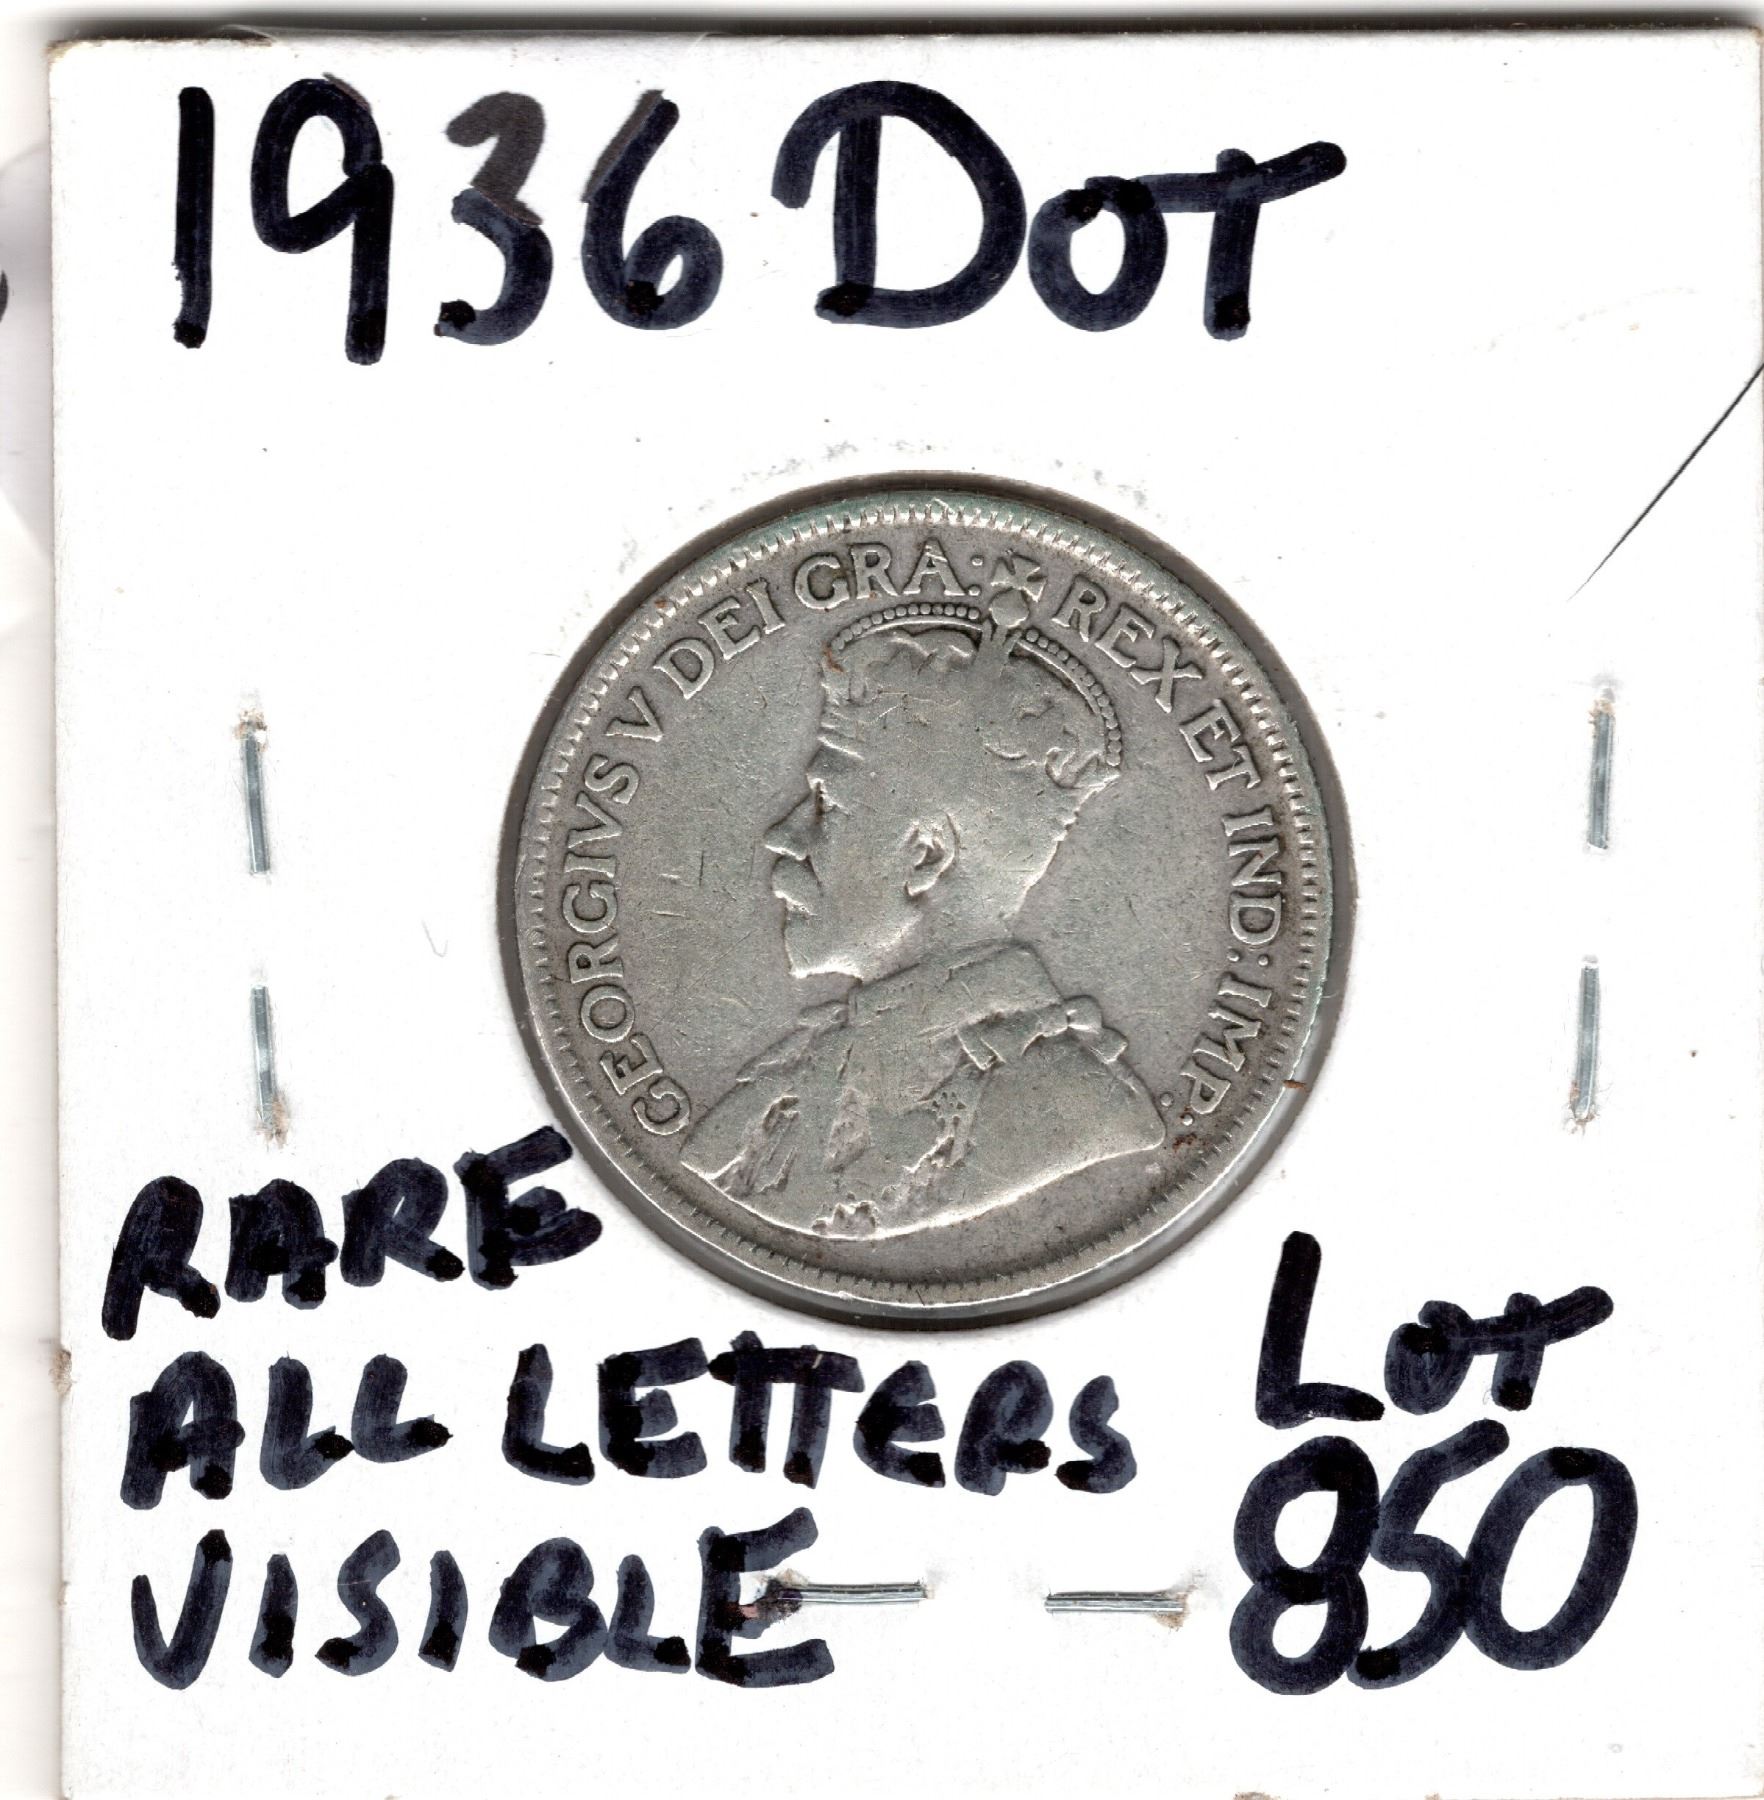 1936 DOT
GEORGIVS V DEI GRA: REX ET IND: IMP:
RARE
ALL LETTERS
VISIBLE
LOT
850